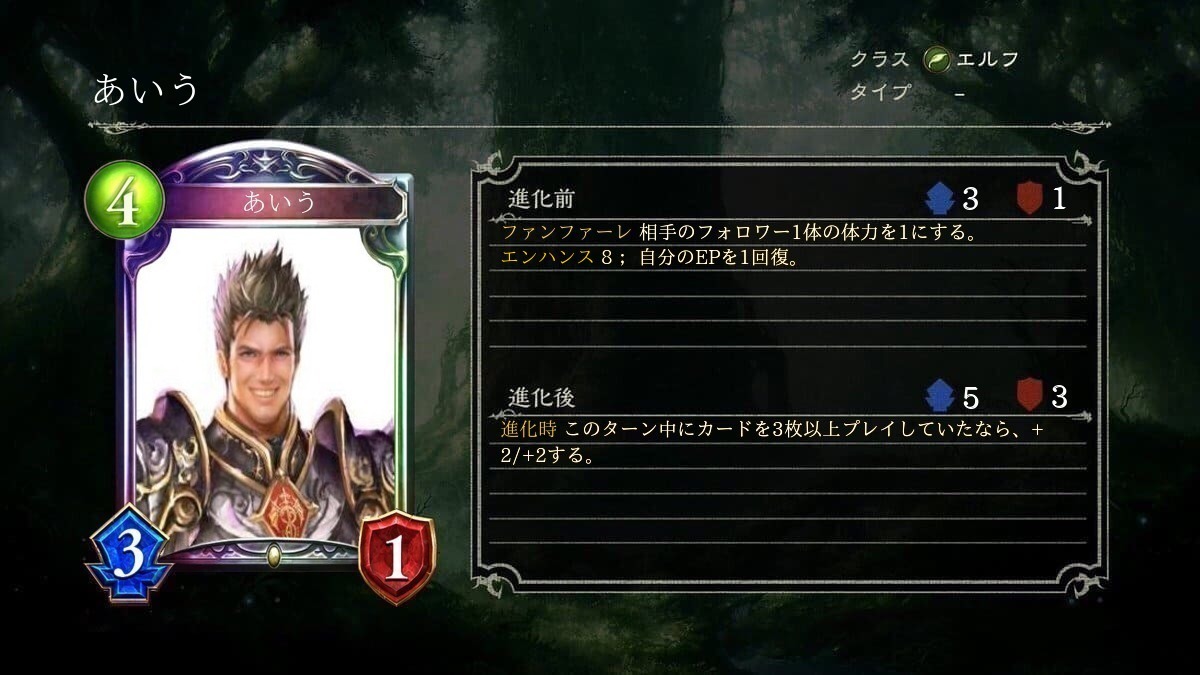 あいう
クラス エルフ
タイプ -
4
あいう
3
1
進化前 3 1
ファンファーレ 相手のフォロワー1体の体力を1にする。
エンハンス 8 ; 自分のEPを1回復。
進化後 5 3
進化時 このターン中にカードを3枚以上プレイしていたなら、+
2/+2する。